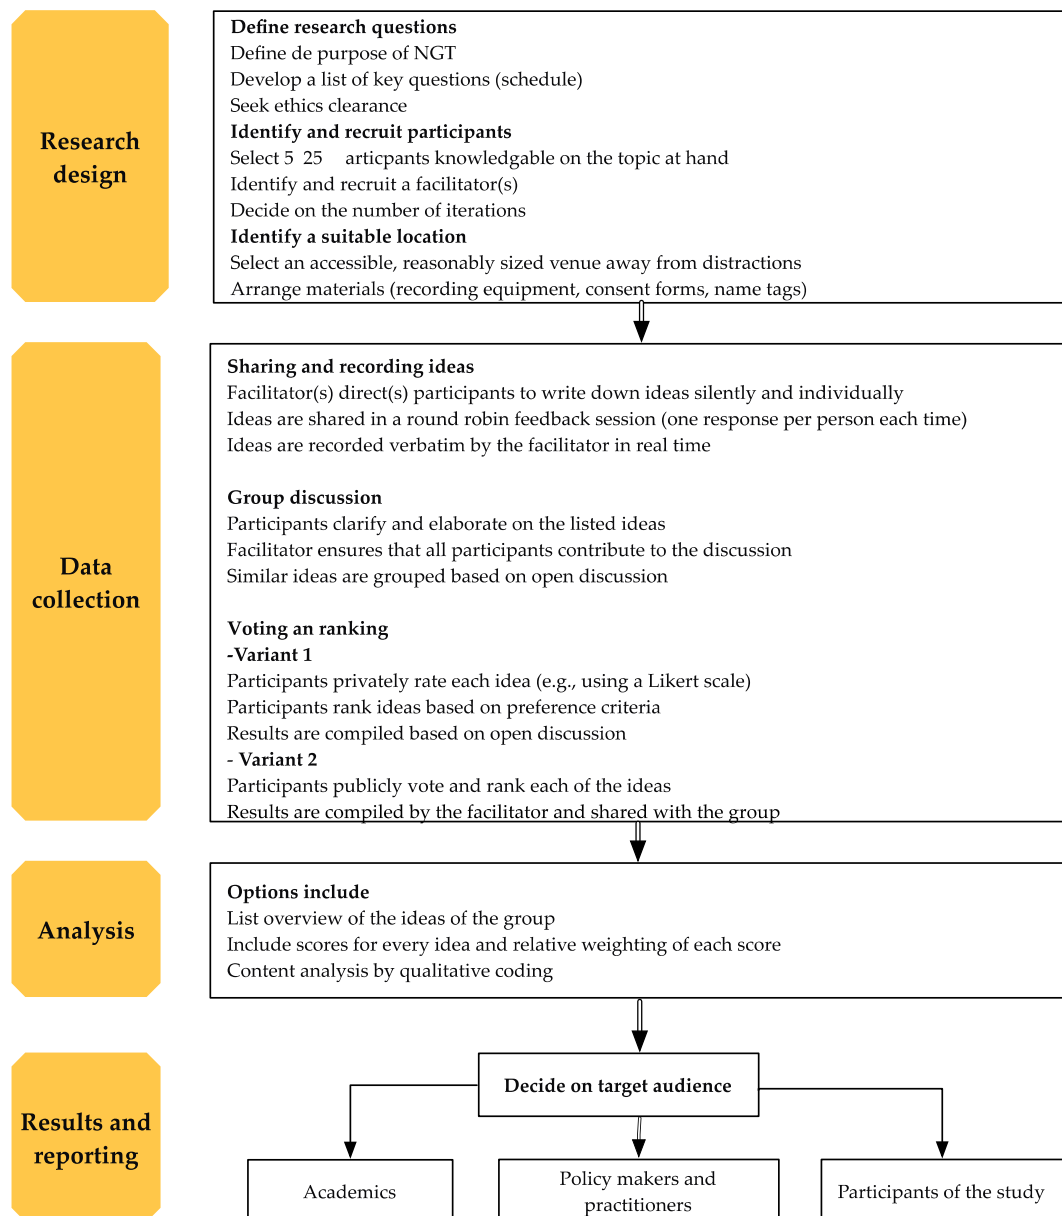 Research
design
Define research questions
Define de purpose of NGT
Develop a list of key questions (schedule)
Seek ethics clearance
Identify and recruit participants
Select 5 25 articpants knowledgable on the topic at hand
Identify and recruit a facilitator(s)
Decide on the number of iterations
Identify a suitable location
Select an accessible, reasonably sized venue away from distractions
Arrange materials (recording equipment, consent forms, name tags)
Data
collection
Sharing and recording ideas
Facilitator(s) direct(s) participants to write down ideas silently and individually
Ideas are shared in a round robin feedback session (one response per person each time)
Ideas are recorded verbatim by the facilitator in real time
Group discussion
Participants clarify and elaborate on the listed ideas
Facilitator ensures that all participants contribute to the discussion
Similar ideas are grouped based on open discussion
Voting an ranking
-Variant 1
Participants privately rate each idea (e.g., using a Likert scale)
Participants rank ideas based on preference criteria
Results are compiled based on open discussion
- Variant 2
Participants publicly vote and rank each of the ideas
Results are compiled by the facilitator and shared with the group
Analysis
Options include
List overview of the ideas of the group
Include scores for every idea and relative weighting of each score
Content analysis by qualitative coding
Results and
reporting
Decide on target audience
Academics
Policy makers and
practitioners
Participants of the study